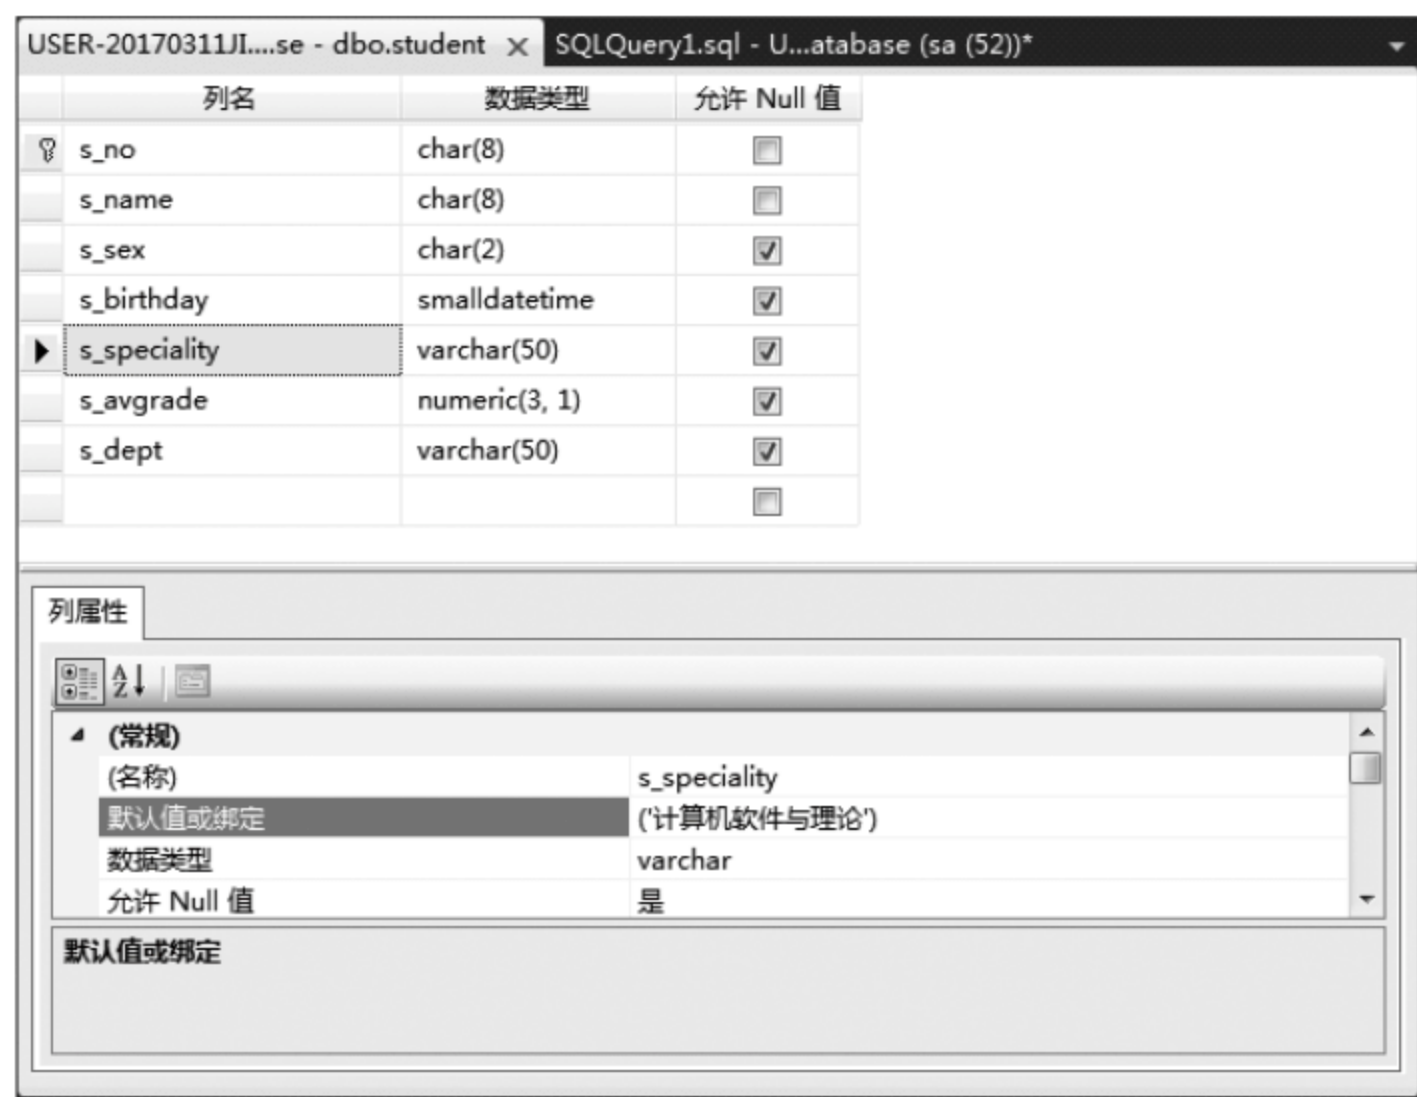 USER-20170311JI....se - dbo.student SQLQuery1.sql - U...atabase (sa (52))*
列名 数据类型 允许 Null 值
s_no char(8)
s_name char(8)
s_sex char(2)
s_birthday smalldatetime
s_speciality varchar(50)
s_avgrade numeric(3, 1)
s_dept varchar(50)
列属性
(常规)
(名称) s_speciality
默认值或绑定 ('计算机软件与理论')
数据类型 varchar
允许 Null 值 是
默认值或绑定